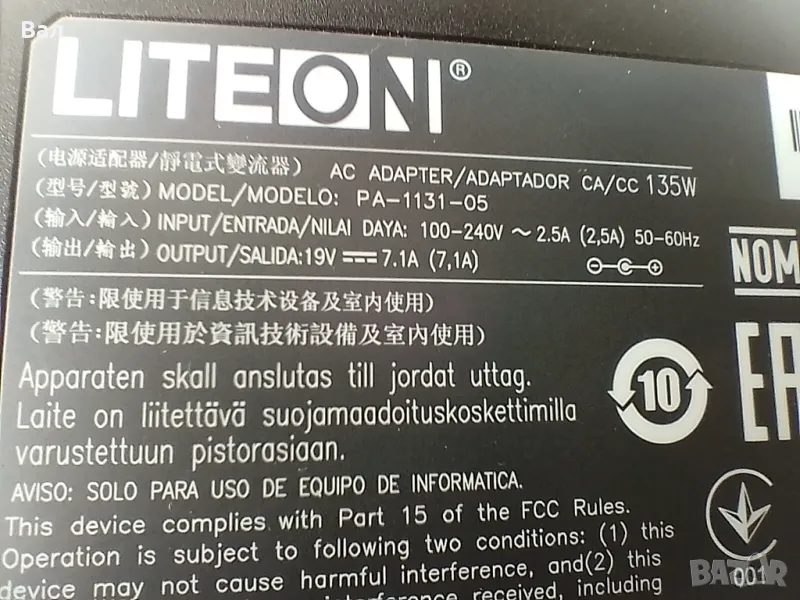 Вал
LITEON®
(电源适配器/靜電式變流器) AC ADAPTER/ADAPTADOR CA/CC 135W
(型号/型號) MODEL/MODELO: PA-1131-05
(输入/輸入) INPUT/ENTRADA/NILAI DAYA: 100-240V ~ 2.5A (2,5A) 50-60Hz
(输出/輸出) OUTPUT/SALIDA:19V ⎓ 7.1A (7,1A)
NOM
(警告:限使用于信息技术设备及室内使用)
(警告:限使用於資訊技術設備及室內使用)
Apparaten skall anslutas till jordat uttag.
10
Laite on liitettävä suojamaadoituskoskettimilla
varustettuun pistorasiaan.
AVISO: SOLO PARA USO DE EQUIPO DE INFORMATICA.
This device complies with Part 15 of the FCC Rules.
Operation is subject to following two conditions: (1) this
device may not cause harmful interference, and(2) this
interference received, including
001
BAZAR